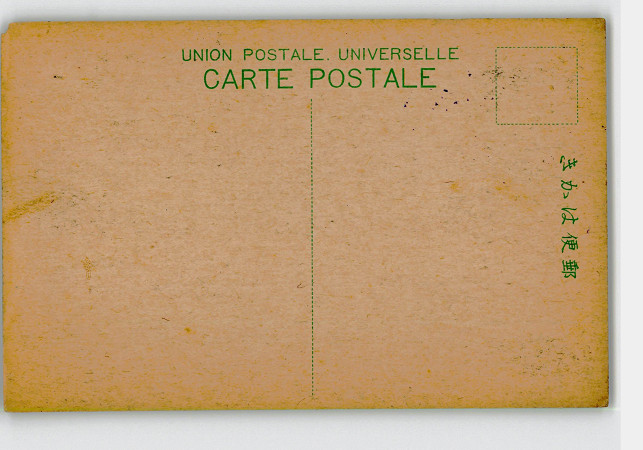 UNION POSTALE. UNIVERSELLE
CARTE POSTALE
きかは便郵